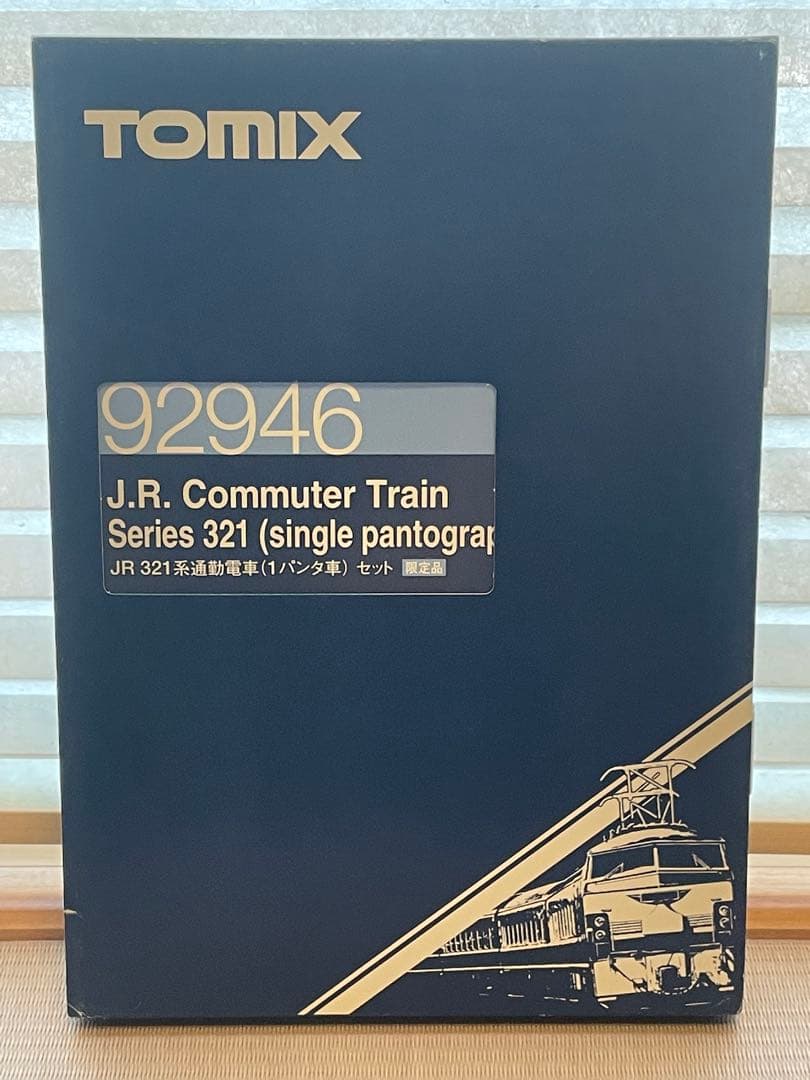 TOMIX
92946
J.R. Commuter Train
Series 321 (single pantograp
JR 321系通勤電車(1パンタ車) セット 限定品